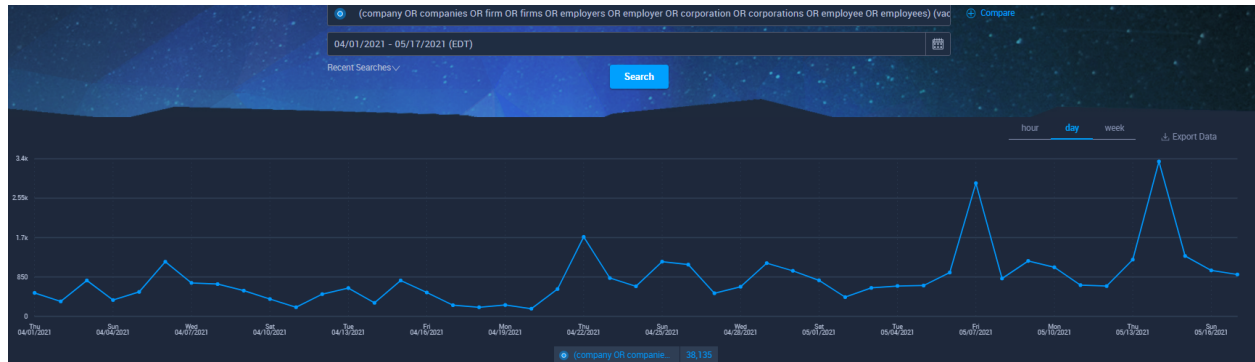 (company OR companies OR firm OR firms OR employers OR employer OR corporation OR corporations OR employee OR employees) (vac
Compare
04/01/2021 - 05/17/2021 (EDT)
Recent Searches
Search
hour day week
Export Data
3.4k
2.55k
1.7k
850
0
Thu Sun Wed Sat Tue Fri Mon Thu Sun Wed Sat Tue Fri Mon Thu Sun
04/01/2021 04/04/2021 04/07/2021 04/10/2021 04/13/2021 04/16/2021 04/19/2021 04/22/2021 04/25/2021 04/28/2021 05/01/2021 05/04/2021 05/07/2021 05/10/2021 05/13/2021 05/16/2021
(company OR companie... 38,135